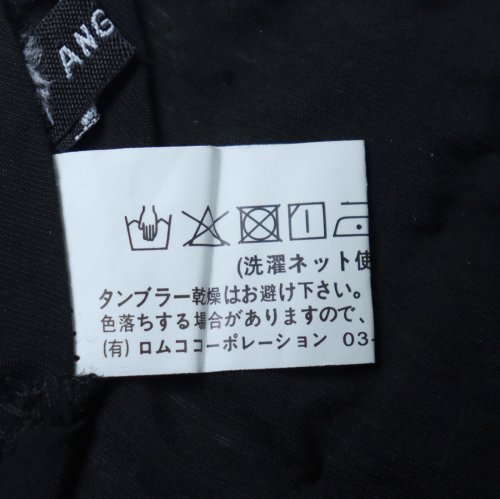 ANG
(洗濯ネット使
タンブラー乾燥はお避け下さい。
色落ちする場合がありますので、
(有) ロムココーポレーション 03-